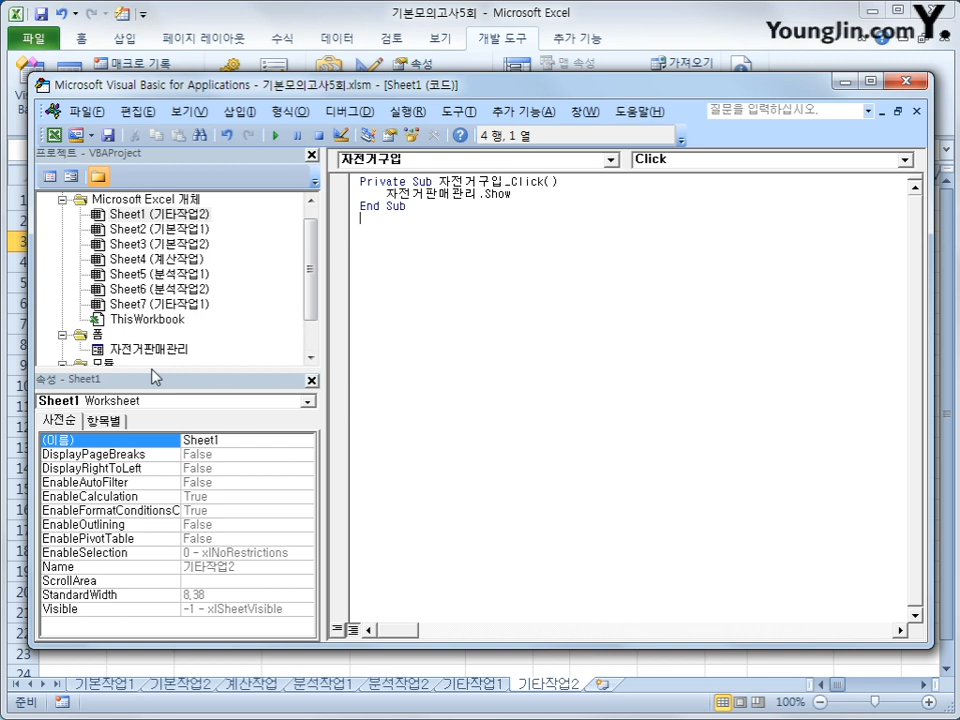 기본모의고사5회 - Microsoft Excel
파일 홈 삽입 페이지 레이아웃 수식 데이터 검토 보기 개발 도구 추가 기능
Younglin.com Y.
매크로 기록 속성 맵 속성 가져오기
Microsoft Visual Basic for Applications - 기본모의고사5회.xlsm - [Sheet1 (코드)]
파일(F) 편집(E) 보기(V) 삽입(I) 형식(O) 디버그(D) 실행(R) 도구(T) 추가 기능(A) 창(W) 도움말(H) 질문을 입력하십시오.
4 행, 1 열
프로젝트 - VBAProject
자전거구입 Click
Private Sub 자전거구입_Click()
자전거판매관리.Show
End Sub
Microsoft Excel 개체
Sheet1 (기타작업2)
Sheet2 (기본작업1)
Sheet3 (기본작업2)
Sheet4 (계산작업)
Sheet5 (분석작업1)
Sheet6 (분석작업2)
Sheet7 (기타작업1)
ThisWorkbook
폼
자전거판매관리
모듈
속성 - Sheet1
Sheet1 Worksheet
사전순 항목별
(이름) Sheet1
DisplayPageBreaks False
DisplayRightToLeft False
EnableAutoFilter False
EnableCalculation True
EnableFormatConditionsC True
EnableOutlining False
EnablePivotTable False
EnableSelection 0 - xlNoRestrictions
Name 기타작업2
ScrollArea
StandardWidth 8,38
Visible -1 - xlSheetVisible
23
24
기본작업1 기본작업2 계산작업 분석작업1 분석작업2 기타작업1 기타작업2
준비 100%